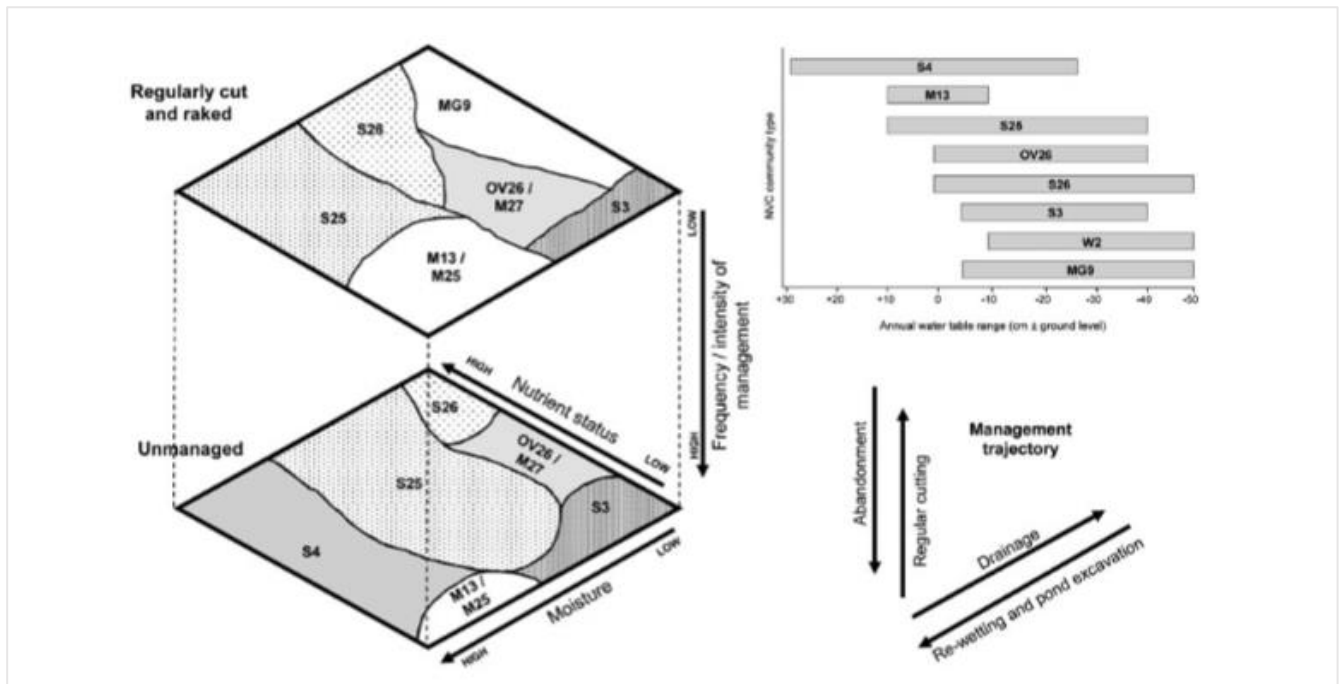 Regularly cut
and raked
MG9
S26
OV26 /
M27
S3
S25
M13 /
M25
LOW
Frequency / intensity of
management
HIGH
Unmanaged
HIGH
Nutrient status
LOW
S26
OV26 /
M27
S25
S3
S4
M13 /
M25
LOW
Moisture
HIGH
NVC community type
S4
M13
S25
OV26
S26
S3
W2
MG9
+30 +20 +10 0 -10 -20 -30 -40 -50
Annual water table range (cm ± ground level)
Abandonment
Regular cutting
Management
trajectory
Drainage
Re-wetting and pond excavation